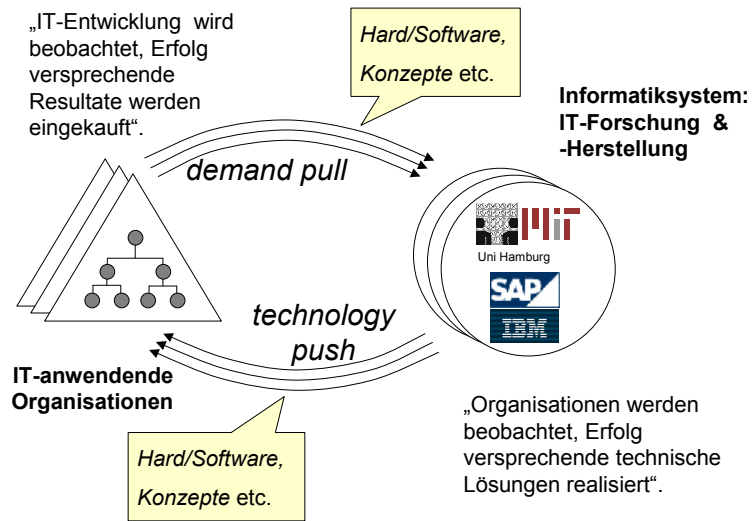 „IT-Entwicklung wird
beobachtet, Erfolg
versprechende
Resultate werden
eingekauft“.
Hard/Software,
Konzepte etc.
Informatiksystem:
IT-Forschung &
-Herstellung
demand pull
MiT
Uni Hamburg
SAP
IBM
technology
push
IT-anwendende
Organisationen
Hard/Software,
Konzepte etc.
„Organisationen werden
beobachtet, Erfolg
versprechende technische
Lösungen realisiert“.